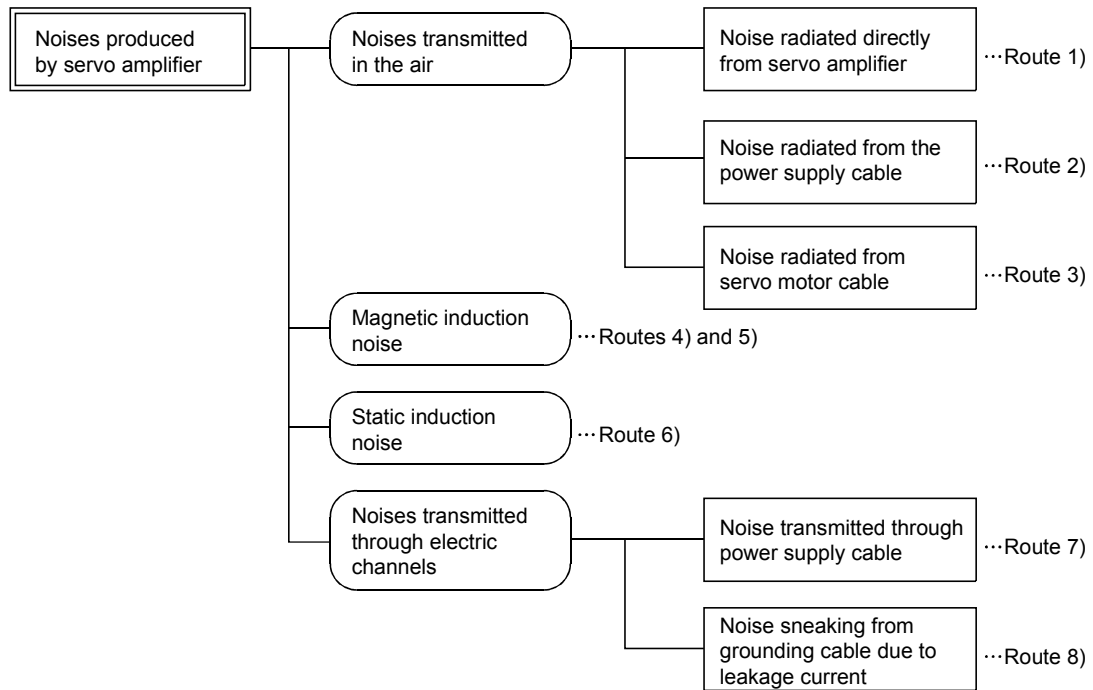 Noises produced
by servo amplifier
Noises transmitted
in the air
Noise radiated directly
from servo amplifier
…Route 1)
Noise radiated from the
power supply cable
…Route 2)
Noise radiated from
servo motor cable
…Route 3)
Magnetic induction
noise
…Routes 4) and 5)
Static induction
noise
…Route 6)
Noises transmitted
through electric
channels
Noise transmitted through
power supply cable
…Route 7)
Noise sneaking from
grounding cable due to
leakage current
…Route 8)